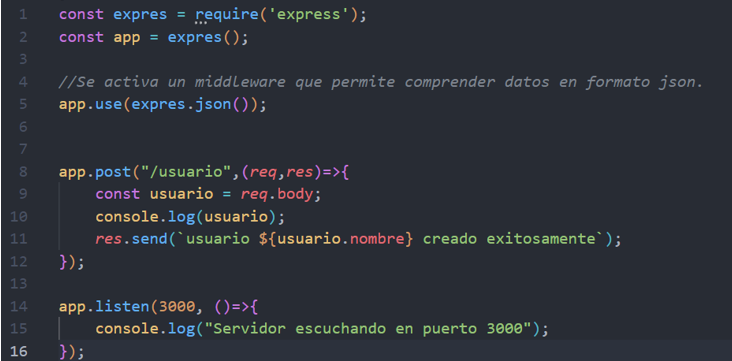 1 const expres = require('express');
2 const app = expres();
3
4 //Se activa un middleware que permite comprender datos en formato json.
5 app.use(expres.json());
6
7
8 app.post("/usuario",(req,res)=>{
9 const usuario = req.body;
10 console.log(usuario);
11 res.send(`usuario ${usuario.nombre} creado exitosamente`);
12 });
13
14 app.listen(3000, ()=>{
15 console.log("Servidor escuchando en puerto 3000");
16 });